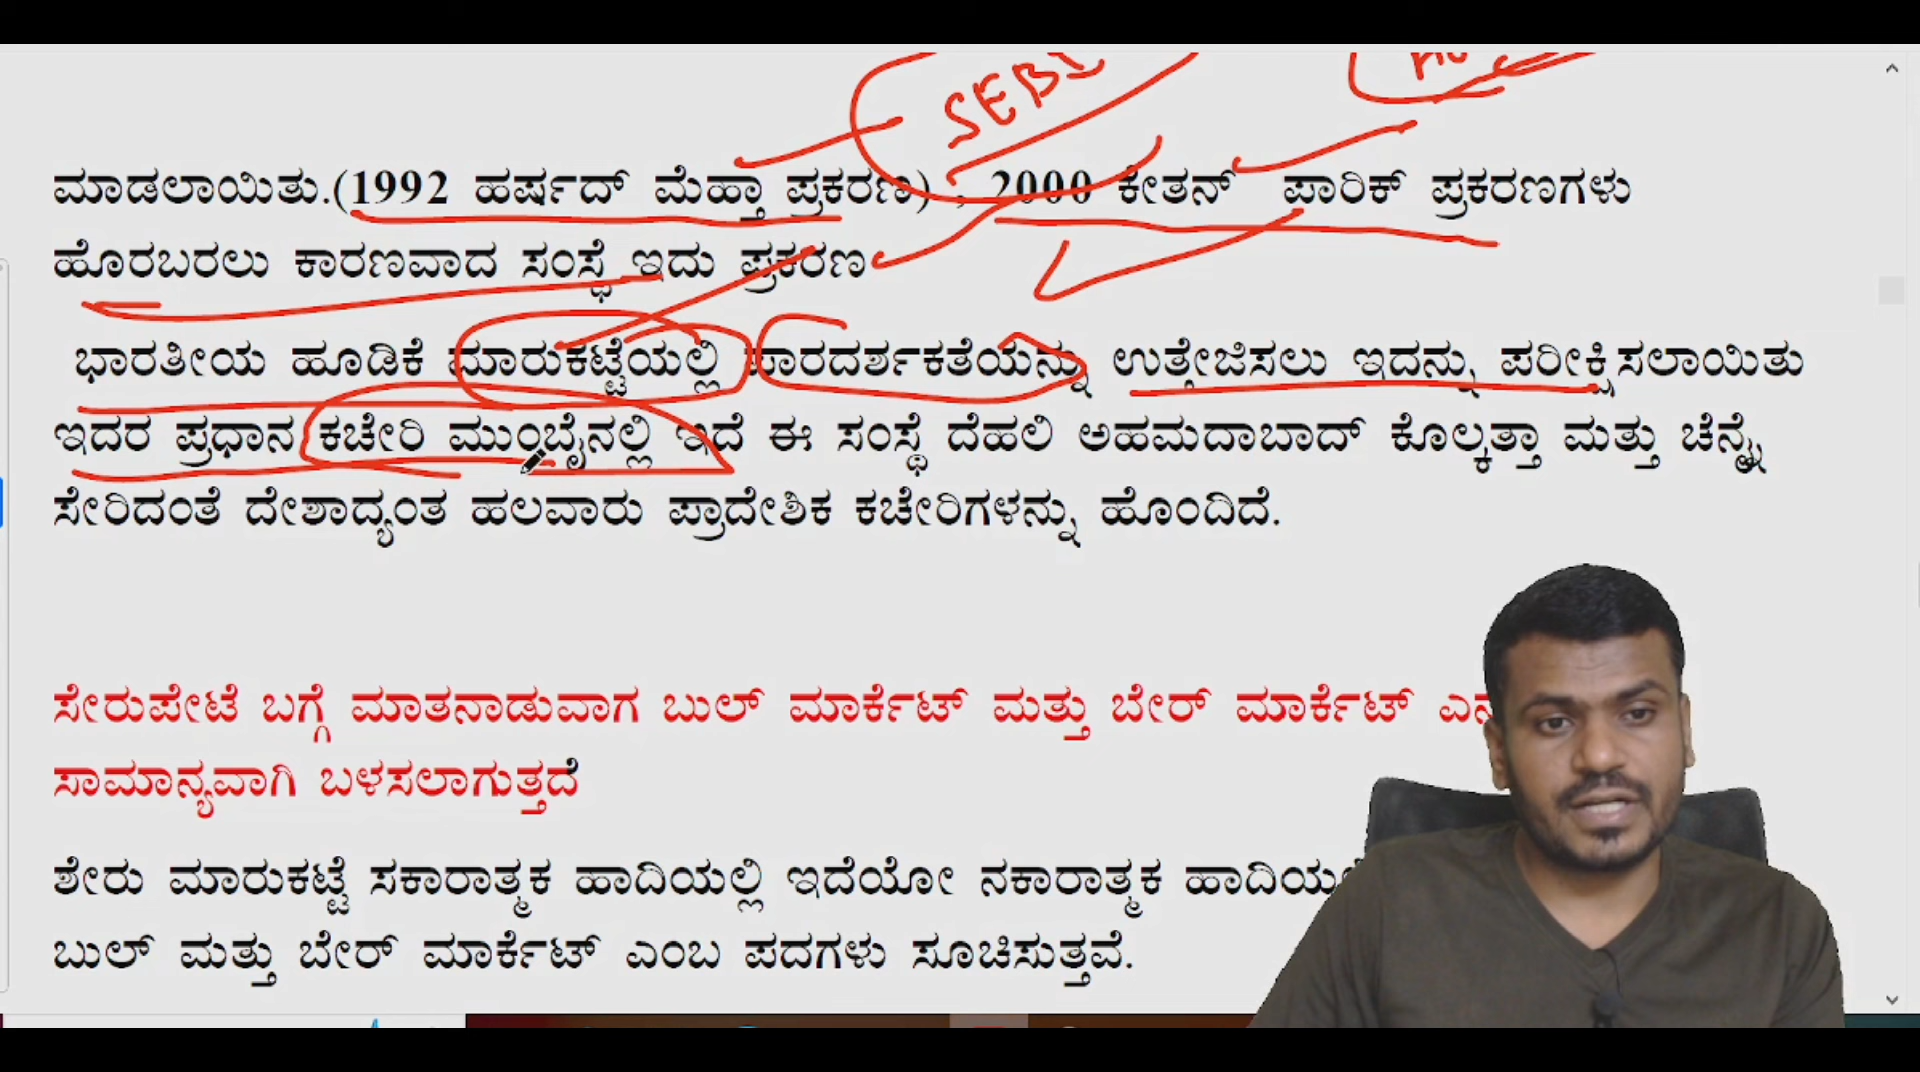 SEBI
ಮಾಡಲಾಯಿತು.(1992 ಹರ್ಷದ್ ಮೆಹ್ತಾ ಪ್ರಕರಣ) , 2000 ಕೇತನ್ ಪಾರಿಕ್ ಪ್ರಕರಣಗಳು
ಹೊರಬರಲು ಕಾರಣವಾದ ಸಂಸ್ಥೆ ಇದು ಪ್ರಕರಣ
ಭಾರತೀಯ ಹೂಡಿಕೆ ಮಾರುಕಟ್ಟೆಯಲ್ಲಿ ಪಾರದರ್ಶಕತೆಯನ್ನು ಉತ್ತೇಜಿಸಲು ಇದನ್ನು ಪರೀಕ್ಷಿಸಲಾಯಿತು
ಇದರ ಪ್ರಧಾನ ಕಚೇರಿ ಮುಂಬೈನಲ್ಲಿ ಇದೆ ಈ ಸಂಸ್ಥೆ ದೆಹಲಿ ಅಹಮದಾಬಾದ್ ಕೊಲ್ಕತ್ತಾ ಮತ್ತು ಚೆನ್ನೈ
ಸೇರಿದಂತೆ ದೇಶಾದ್ಯಂತ ಹಲವಾರು ಪ್ರಾದೇಶಿಕ ಕಚೇರಿಗಳನ್ನು ಹೊಂದಿದೆ.
ಸೇರುಪೇಟೆ ಬಗ್ಗೆ ಮಾತನಾಡುವಾಗ ಬುಲ್ ಮಾರ್ಕೆಟ್ ಮತ್ತು ಬೇರ್ ಮಾರ್ಕೆಟ್
ಸಾಮಾನ್ಯವಾಗಿ ಬಳಸಲಾಗುತ್ತದೆ
ಶೇರು ಮಾರುಕಟ್ಟೆ ಸಕಾರಾತ್ಮಕ ಹಾದಿಯಲ್ಲಿ ಇದೆಯೋ ನಕಾರಾತ್ಮಕ
ಬುಲ್ ಮತ್ತು ಬೇರ್ ಮಾರ್ಕೆಟ್ ಎಂಬ ಪದಗಳು ಸೂಚಿಸುತ್ತವೆ.